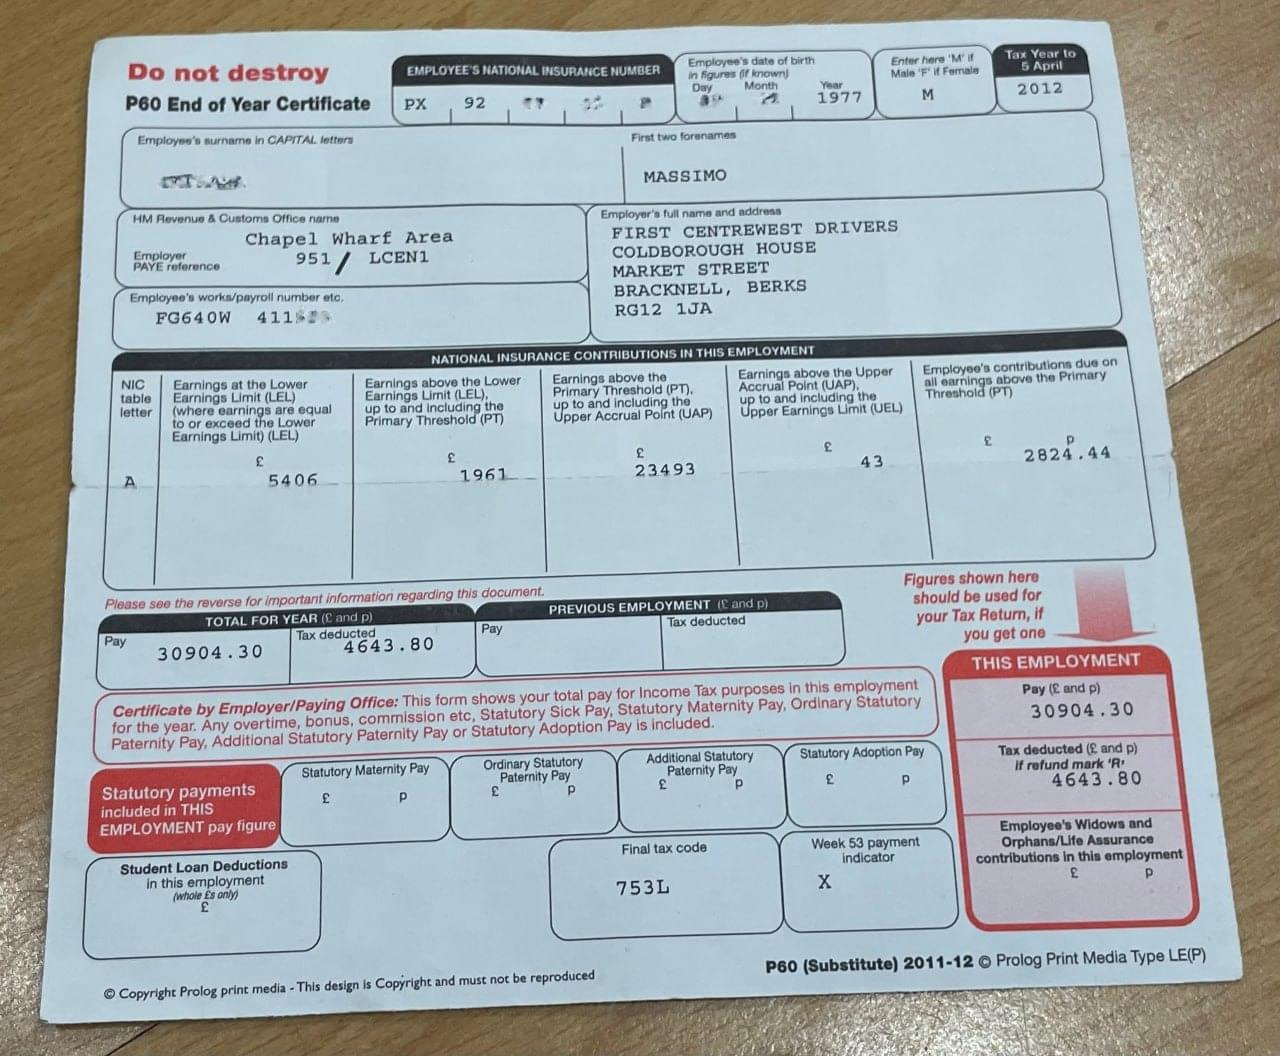 Do not destroy
P60 End of Year Certificate
EMPLOYEE'S NATIONAL INSURANCE NUMBER
PX 92
Employee's date of birth
in figures (if known)
Day Month Year
1977
Enter here 'M' if
Male 'F' if Female
M
Tax Year to
5 April
2012
Employee's surname in CAPITAL letters
First two forenames
MASSIMO
HM Revenue & Customs Office name
Chapel Wharf Area
Employer
PAYE reference
951 / LCEN1
Employer's full name and address
FIRST CENTREWEST DRIVERS
COLDBOROUGH HOUSE
MARKET STREET
BRACKNELL, BERKS
RG12 1JA
Employee's works/payroll number etc.
FG640W 411
NATIONAL INSURANCE CONTRIBUTIONS IN THIS EMPLOYMENT
NIC
table
letter
A
Earnings at the Lower
Earnings Limit (LEL)
(where earnings are equal
to or exceed the Lower
Earnings Limit) (LEL)
£
5406
Earnings above the Lower
Earnings Limit (LEL),
up to and including the
Primary Threshold (PT)
£
1961
Earnings above the
Primary Threshold (PT),
up to and including the
Upper Accrual Point (UAP)
£
23493
Earnings above the Upper
Accrual Point (UAP),
up to and including the
Upper Earnings Limit (UEL)
£
43
Employee's contributions due on
all earnings above the Primary
Threshold (PT)
£ p
2824.44
Please see the reverse for important information regarding this document.
TOTAL FOR YEAR (£ and p)
Pay
30904.30
Tax deducted
4643.80
PREVIOUS EMPLOYMENT (£ and p)
Pay
Tax deducted
Figures shown here
should be used for
your Tax Return, if
you get one
THIS EMPLOYMENT
Pay (£ and p)
30904.30
Tax deducted (£ and p)
if refund mark 'R'
4643.80
Employee's Widows and
Orphans/Life Assurance
contributions in this employment
£ p
Certificate by Employer/Paying Office: This form shows your total pay for Income Tax purposes in this employment
for the year. Any overtime, bonus, commission etc, Statutory Sick Pay, Statutory Maternity Pay, Ordinary Statutory
Paternity Pay, Additional Statutory Paternity Pay or Statutory Adoption Pay is included.
Statutory payments
included in THIS
EMPLOYMENT pay figure
Statutory Maternity Pay
£ p
Ordinary Statutory
Paternity Pay
£ p
Additional Statutory
Paternity Pay
£ p
Statutory Adoption Pay
£ p
Student Loan Deductions
in this employment
(whole £s only)
£
Final tax code
753L
Week 53 payment
indicator
X
P60 (Substitute) 2011-12 © Prolog Print Media Type LE(P)
© Copyright Prolog print media - This design is Copyright and must not be reproduced